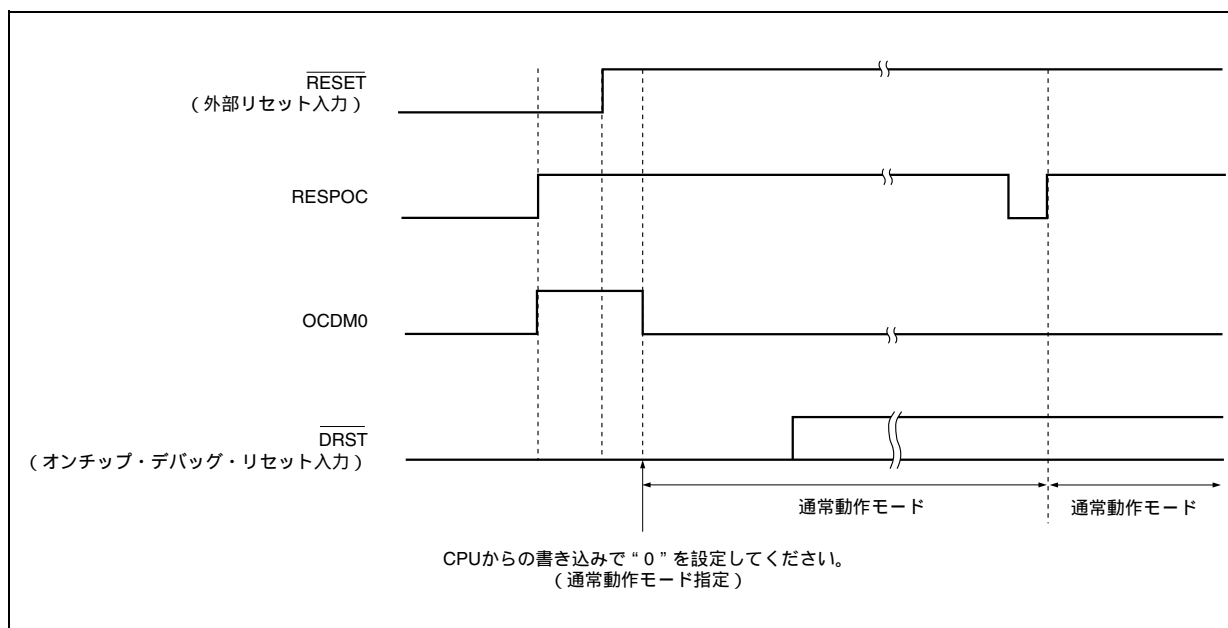 RESET
（外部リセット入力）
RESPOC
OCDM0
DRST
（オンチップ・デバッグ・リセット入力）
通常動作モード
通常動作モード
CPUからの書き込みで“0”を設定してください。
（通常動作モード指定）